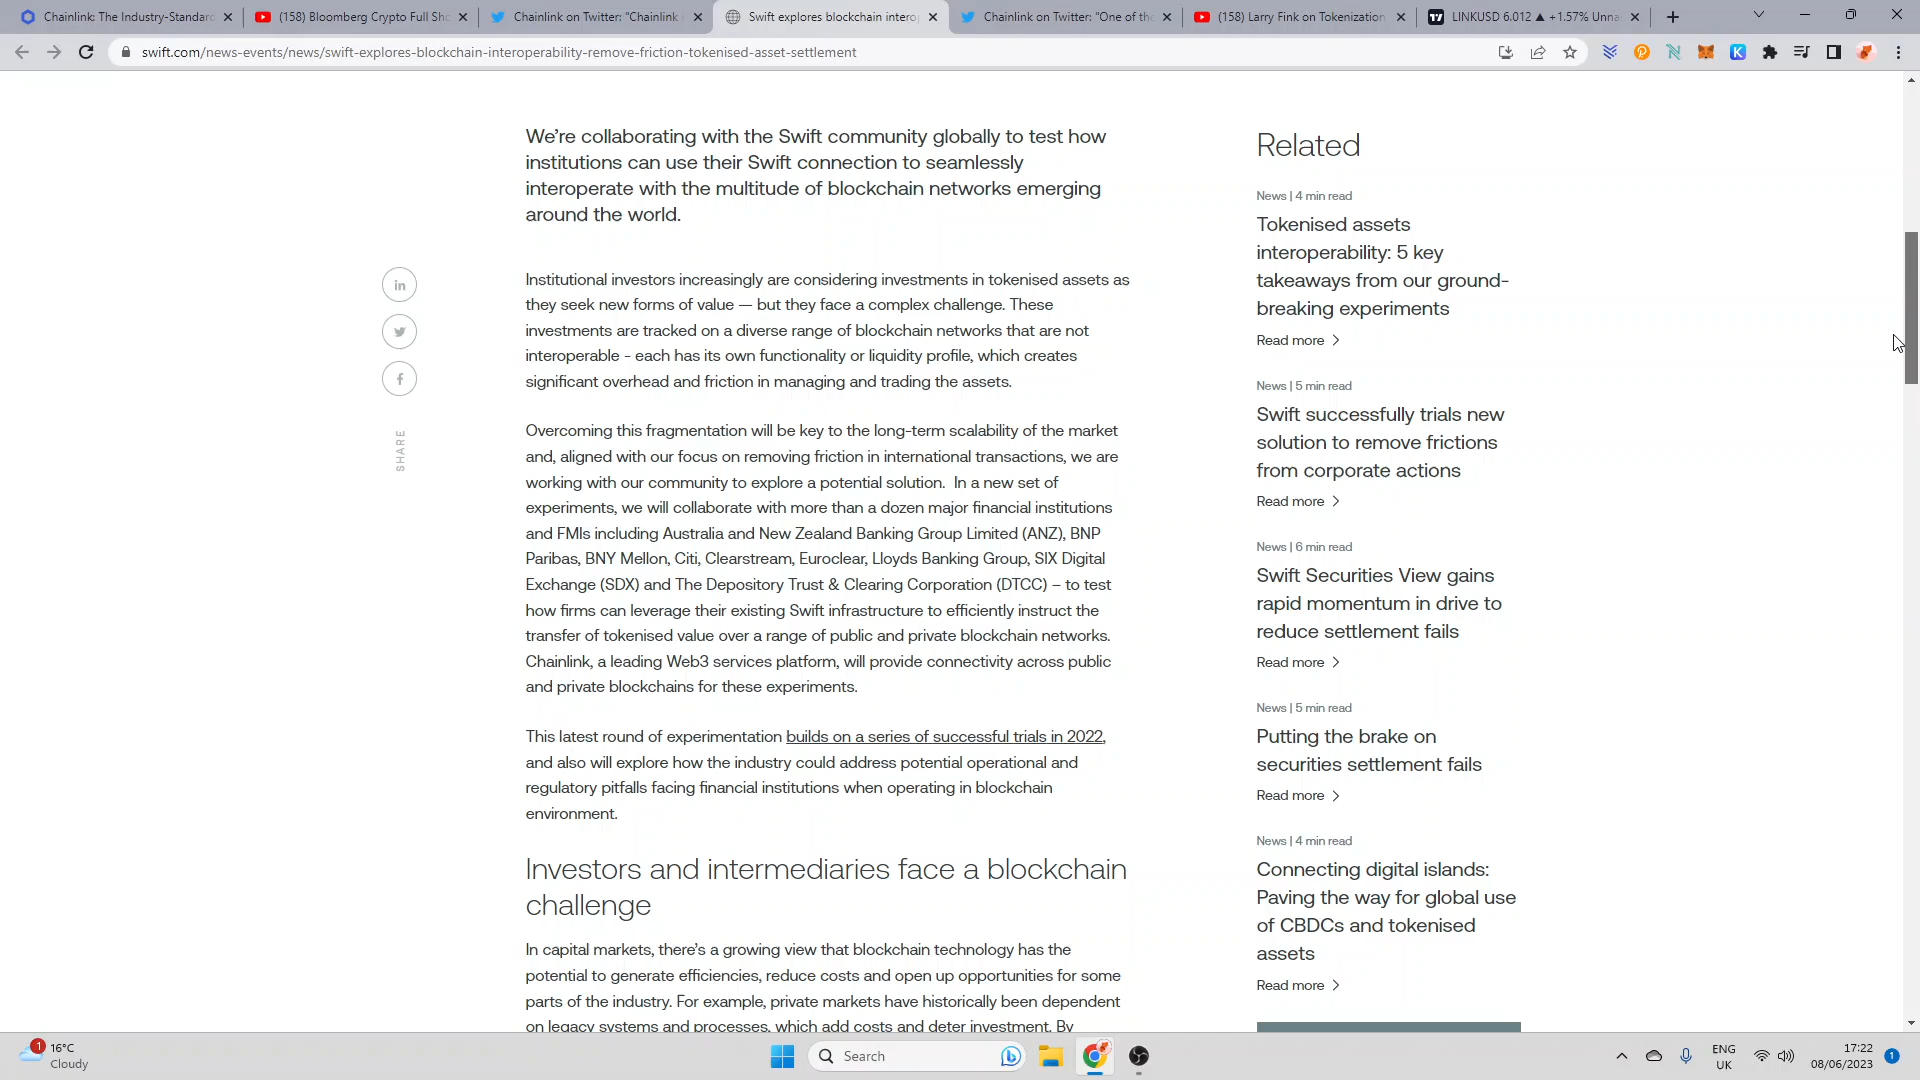 Chainlink: The Industry-Standard
(158) Bloomberg Crypto Full Sho
Chainlink on Twitter: "Chainlink i
Swift explores blockchain interop
Chainlink on Twitter: "One of the
(158) Larry Fink on Tokenization
LINKUSD 6.012 ▲ +1.57% Unna
swift.com/news-events/news/swift-explores-blockchain-interoperability-remove-friction-tokenised-asset-settlement
We're collaborating with the Swift community globally to test how
institutions can use their Swift connection to seamlessly
interoperate with the multitude of blockchain networks emerging
around the world.
Institutional investors increasingly are considering investments in tokenised assets as
they seek new forms of value — but they face a complex challenge. These
investments are tracked on a diverse range of blockchain networks that are not
interoperable - each has its own functionality or liquidity profile, which creates
significant overhead and friction in managing and trading the assets.
Overcoming this fragmentation will be key to the long-term scalability of the market
and, aligned with our focus on removing friction in international transactions, we are
working with our community to explore a potential solution.  In a new set of
experiments, we will collaborate with more than a dozen major financial institutions
and FMIs including Australia and New Zealand Banking Group Limited (ANZ), BNP
Paribas, BNY Mellon, Citi, Clearstream, Euroclear, Lloyds Banking Group, SIX Digital
Exchange (SDX) and The Depository Trust & Clearing Corporation (DTCC) – to test
how firms can leverage their existing Swift infrastructure to efficiently instruct the
transfer of tokenised value over a range of public and private blockchain networks.
Chainlink, a leading Web3 services platform, will provide connectivity across public
and private blockchains for these experiments.
This latest round of experimentation builds on a series of successful trials in 2022,
and also will explore how the industry could address potential operational and
regulatory pitfalls facing financial institutions when operating in blockchain
environment.
Investors and intermediaries face a blockchain
challenge
In capital markets, there's a growing view that blockchain technology has the
potential to generate efficiencies, reduce costs and open up opportunities for some
parts of the industry. For example, private markets have historically been dependent
on legacy systems and processes, which add costs and deter investment. By
SHARE
Related
News | 4 min read
Tokenised assets
interoperability: 5 key
takeaways from our ground-
breaking experiments
Read more
News | 5 min read
Swift successfully trials new
solution to remove frictions
from corporate actions
Read more
News | 6 min read
Swift Securities View gains
rapid momentum in drive to
reduce settlement fails
Read more
News | 5 min read
Putting the brake on
securities settlement fails
Read more
News | 4 min read
Connecting digital islands:
Paving the way for global use
of CBDCs and tokenised
assets
Read more
1
16°C
Cloudy
Search
ENG
UK
17:22
08/06/2023
1